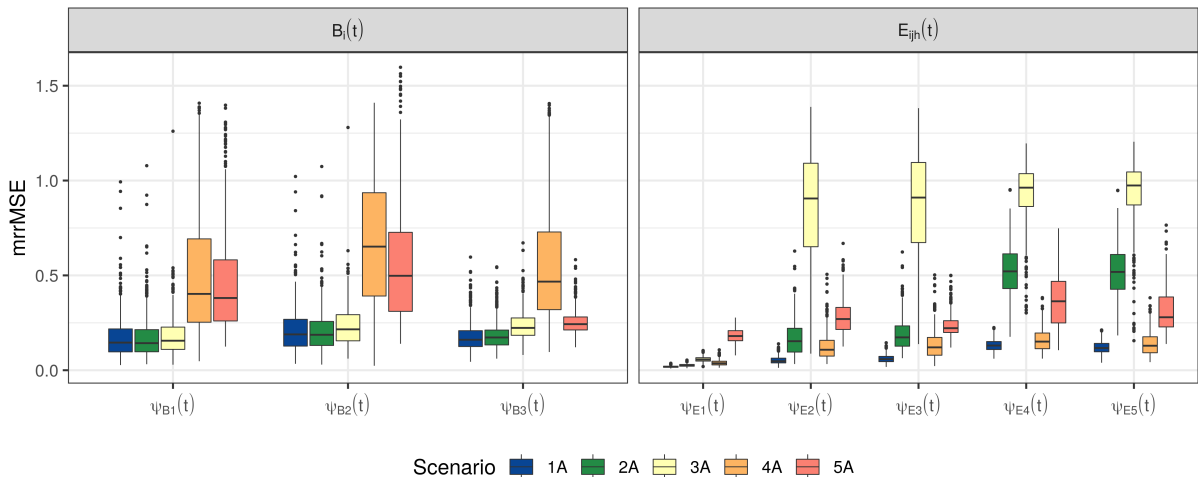 B_i(t) E_ijh(t)
mrrMSE
1.5
1.0
0.5
0.0
ψ_B1(t) ψ_B2(t) ψ_B3(t) ψ_E1(t) ψ_E2(t) ψ_E3(t) ψ_E4(t) ψ_E5(t)
Scenario 1A 2A 3A 4A 5A